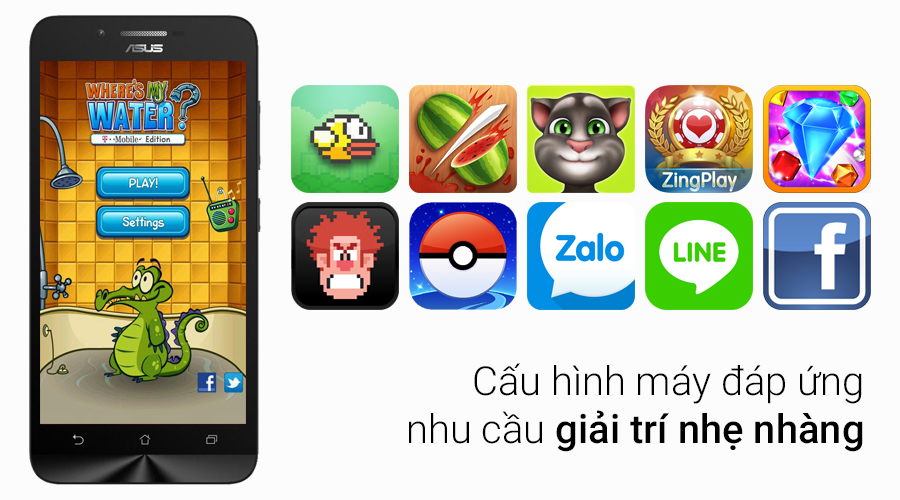 ASUS
WHERE'S MY
WATER?
T··Mobile· Edition
PLAY!
Settings
ZingPlay
Zalo
LINE
f
f
Cấu hình máy đáp ứng
nhu cầu giải trí nhẹ nhàng